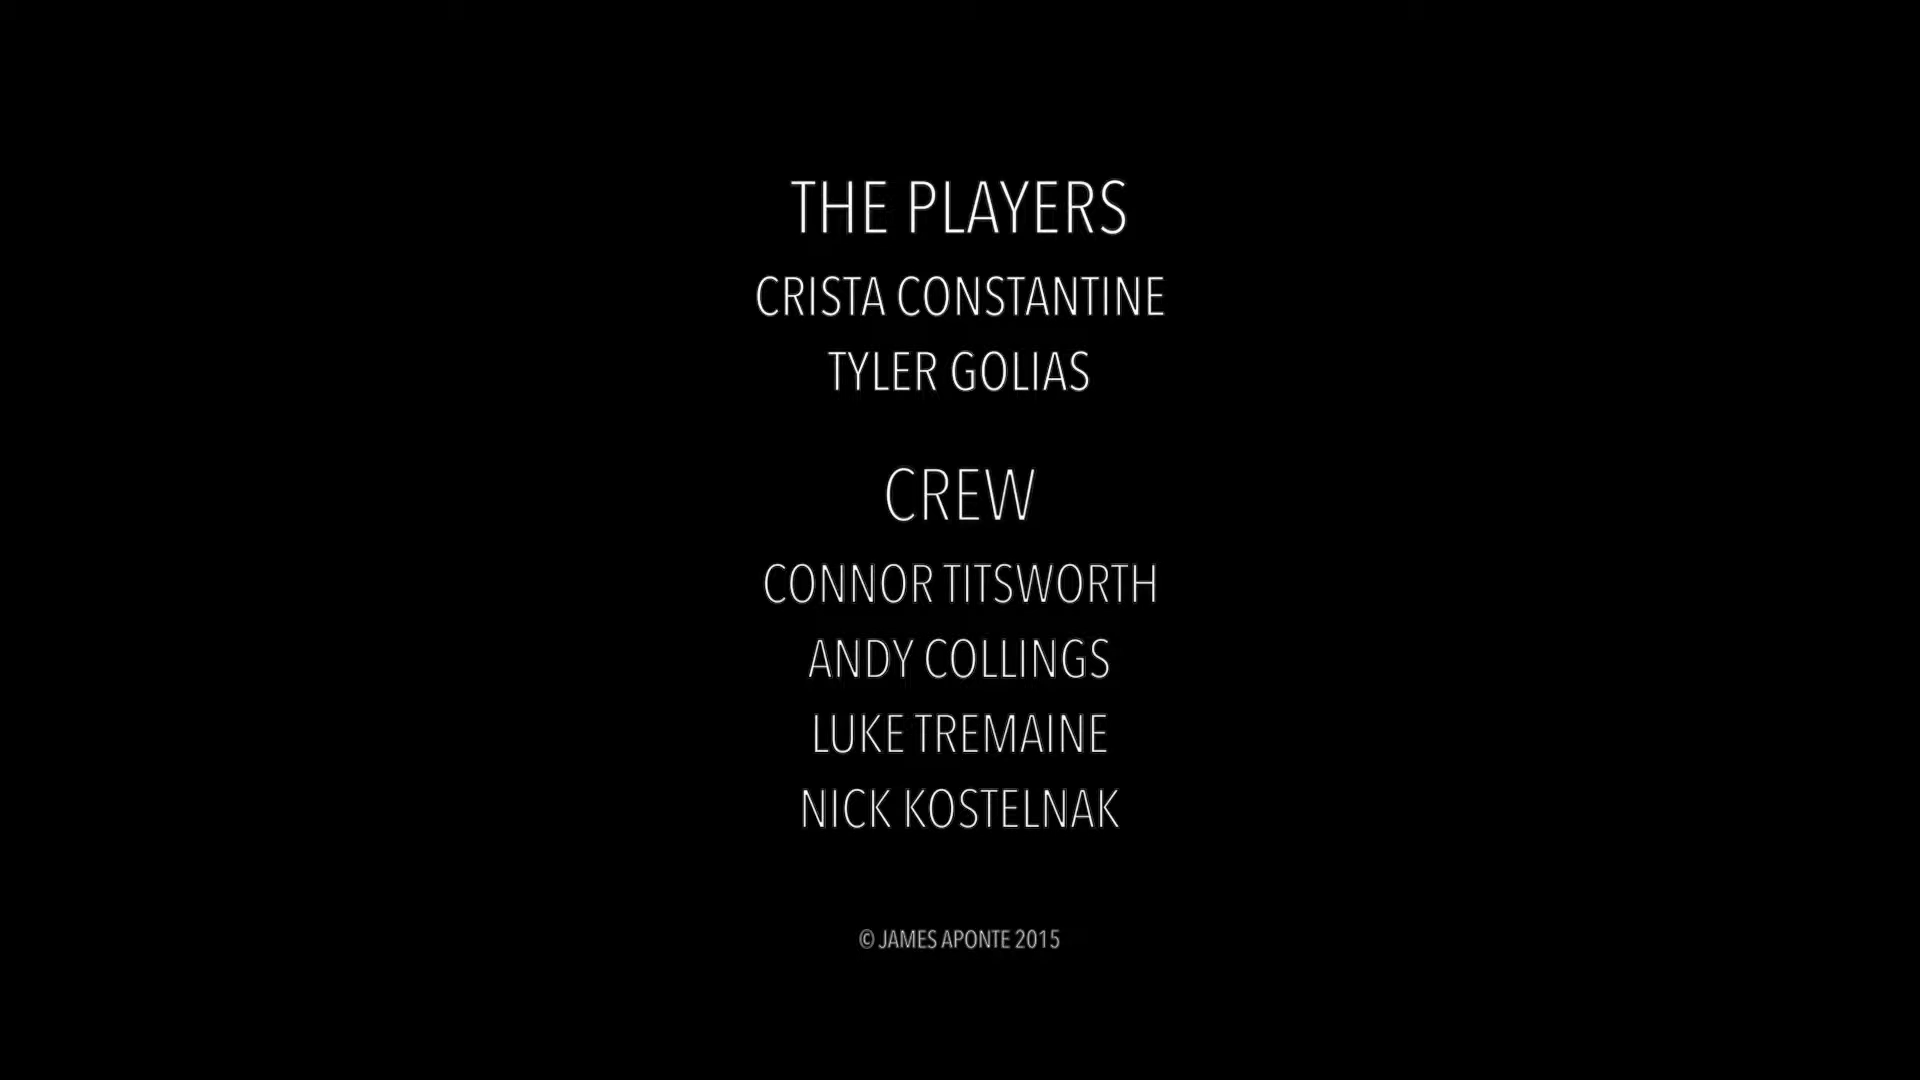 THE PLAYERS
CRISTA CONSTANTINE
TYLER GOLIAS
CREW
CONNOR TITSWORTH
ANDY COLLINGS
LUKE TREMAINE
NICK KOSTELNAK
© JAMES APONTE 2015